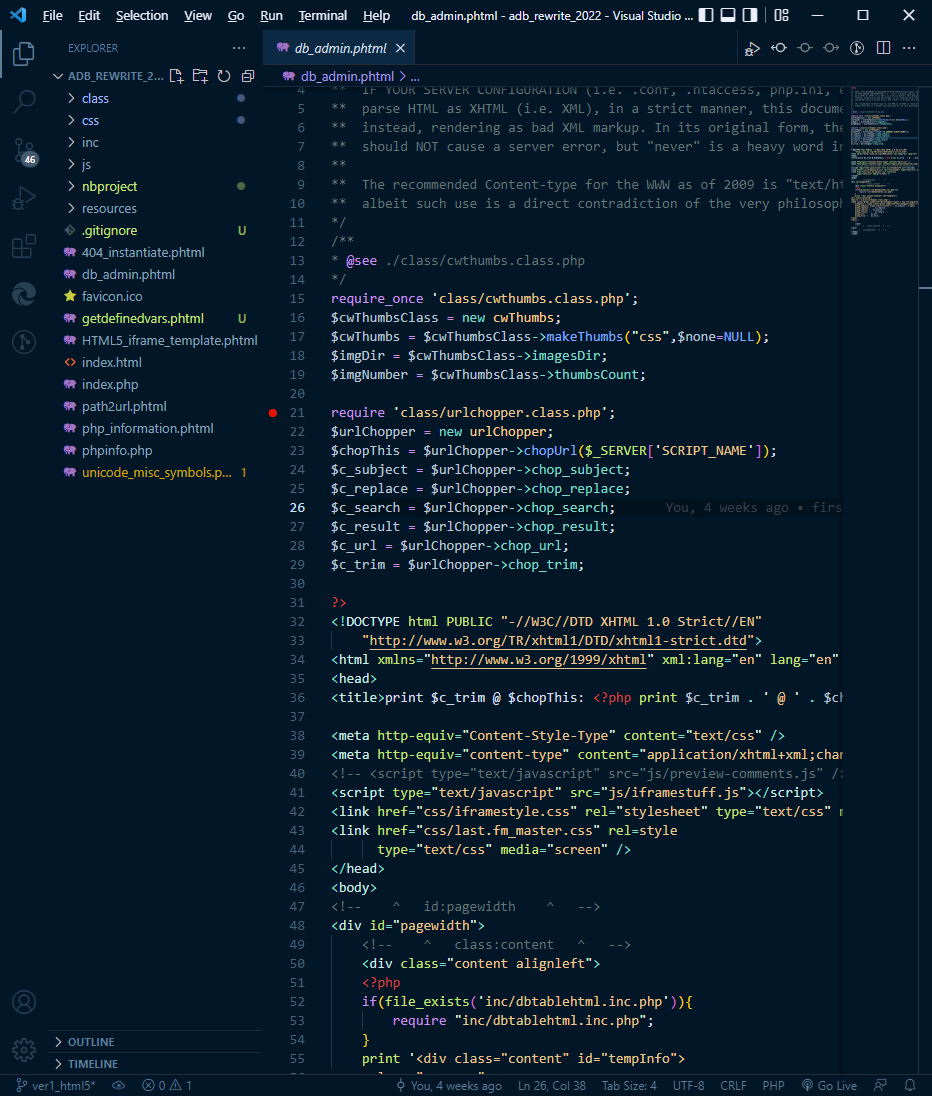 File Edit Selection View Go Run Terminal Help db_admin.phtml - adb_rewrite_2022 - Visual Studio ...
EXPLORER
ADB_REWRITE_2...
class
css
inc
js
nbproject
resources
.gitignore U
404_instantiate.phtml
db_admin.phtml
favicon.ico
getdefinedvars.phtml U
HTML5_iframe_template.phtml
index.html
index.php
path2url.phtml
php_information.phtml
phpinfo.php
unicode_misc_symbols.p... 1
46
OUTLINE
TIMELINE
db_admin.phtml
db_admin.phtml > ...
4 ** IF YOUR SERVER CONFIGURATION (i.e. .conf, .htaccess, php.ini,
5 ** parse HTML as XHTML (i.e. XML), in a strict manner, this docu
6 ** instead, rendering as bad XML markup. In its original form, the
7 ** should NOT cause a server error, but "never" is a heavy word i
8 **
9 ** The recommended Content-type for the WWW as of 2009 is "text/ht
10 ** albeit such use is a direct contradiction of the very philosop
11 */
12 /**
13 * @see ./class/cwthumbs.class.php
14 */
15 require_once 'class/cwthumbs.class.php';
16 $cwThumbsClass = new cwThumbs;
17 $cwThumbs = $cwThumbsClass->makeThumbs("css",$none=NULL);
18 $imgDir = $cwThumbsClass->imagesDir;
19 $imgNumber = $cwThumbsClass->thumbsCount;
20
21 require 'class/urlchopper.class.php';
22 $urlChopper = new urlChopper;
23 $chopThis = $urlChopper->chopUrl($_SERVER['SCRIPT_NAME']);
24 $c_subject = $urlChopper->chop_subject;
25 $c_replace = $urlChopper->chop_replace;
26 $c_search = $urlChopper->chop_search; You, 4 weeks ago • firs
27 $c_result = $urlChopper->chop_result;
28 $c_url = $urlChopper->chop_url;
29 $c_trim = $urlChopper->chop_trim;
30
31 ?>
32 <!DOCTYPE html PUBLIC "-//W3C//DTD XHTML 1.0 Strict//EN"
33 "http://www.w3.org/TR/xhtml1/DTD/xhtml1-strict.dtd">
34 <html xmlns="http://www.w3.org/1999/xhtml" xml:lang="en" lang="en"
35 <head>
36 <title>print $c_trim @ $chopThis: <?php print $c_trim . ' @ ' . $ch
37
38 <meta http-equiv="Content-Style-Type" content="text/css" />
39 <meta http-equiv="content-type" content="application/xhtml+xml;char
40 <!-- <script type="text/javascript" src="js/preview-comments.js" />
41 <script type="text/javascript" src="js/iframestuff.js"></script>
42 <link href="css/iframestyle.css" rel="stylesheet" type="text/css" m
43 <link href="css/last.fm_master.css" rel=style
44 type="text/css" media="screen" />
45 </head>
46 <body>
47 <!-- ^ id:pagewidth ^ -->
48 <div id="pagewidth">
49 <!-- ^ class:content ^ -->
50 <div class="content alignleft">
51 <?php
52 if(file_exists('inc/dbtablehtml.inc.php')){
53 require "inc/dbtablehtml.inc.php";
54 }
55 print '<div class="content" id="tempInfo">
ver1_html5* 0 1 You, 4 weeks ago Ln 26, Col 38 Tab Size: 4 UTF-8 CRLF PHP Go Live